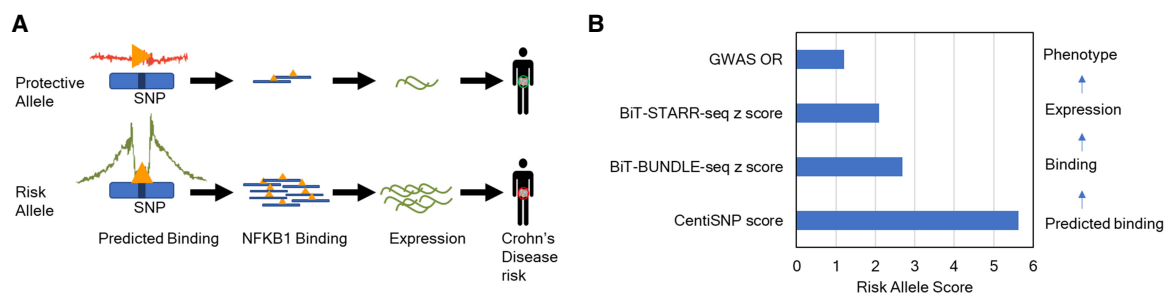 A
Protective
Allele
SNP
Risk
Allele
SNP
Predicted Binding
NFKB1 Binding
Expression
Crohn's
Disease
risk
B
GWAS OR
BiT-STARR-seq z score
BiT-BUNDLE-seq z score
CentiSNP score
0 1 2 3 4 5 6
Risk Allele Score
Phenotype
Expression
Binding
Predicted binding